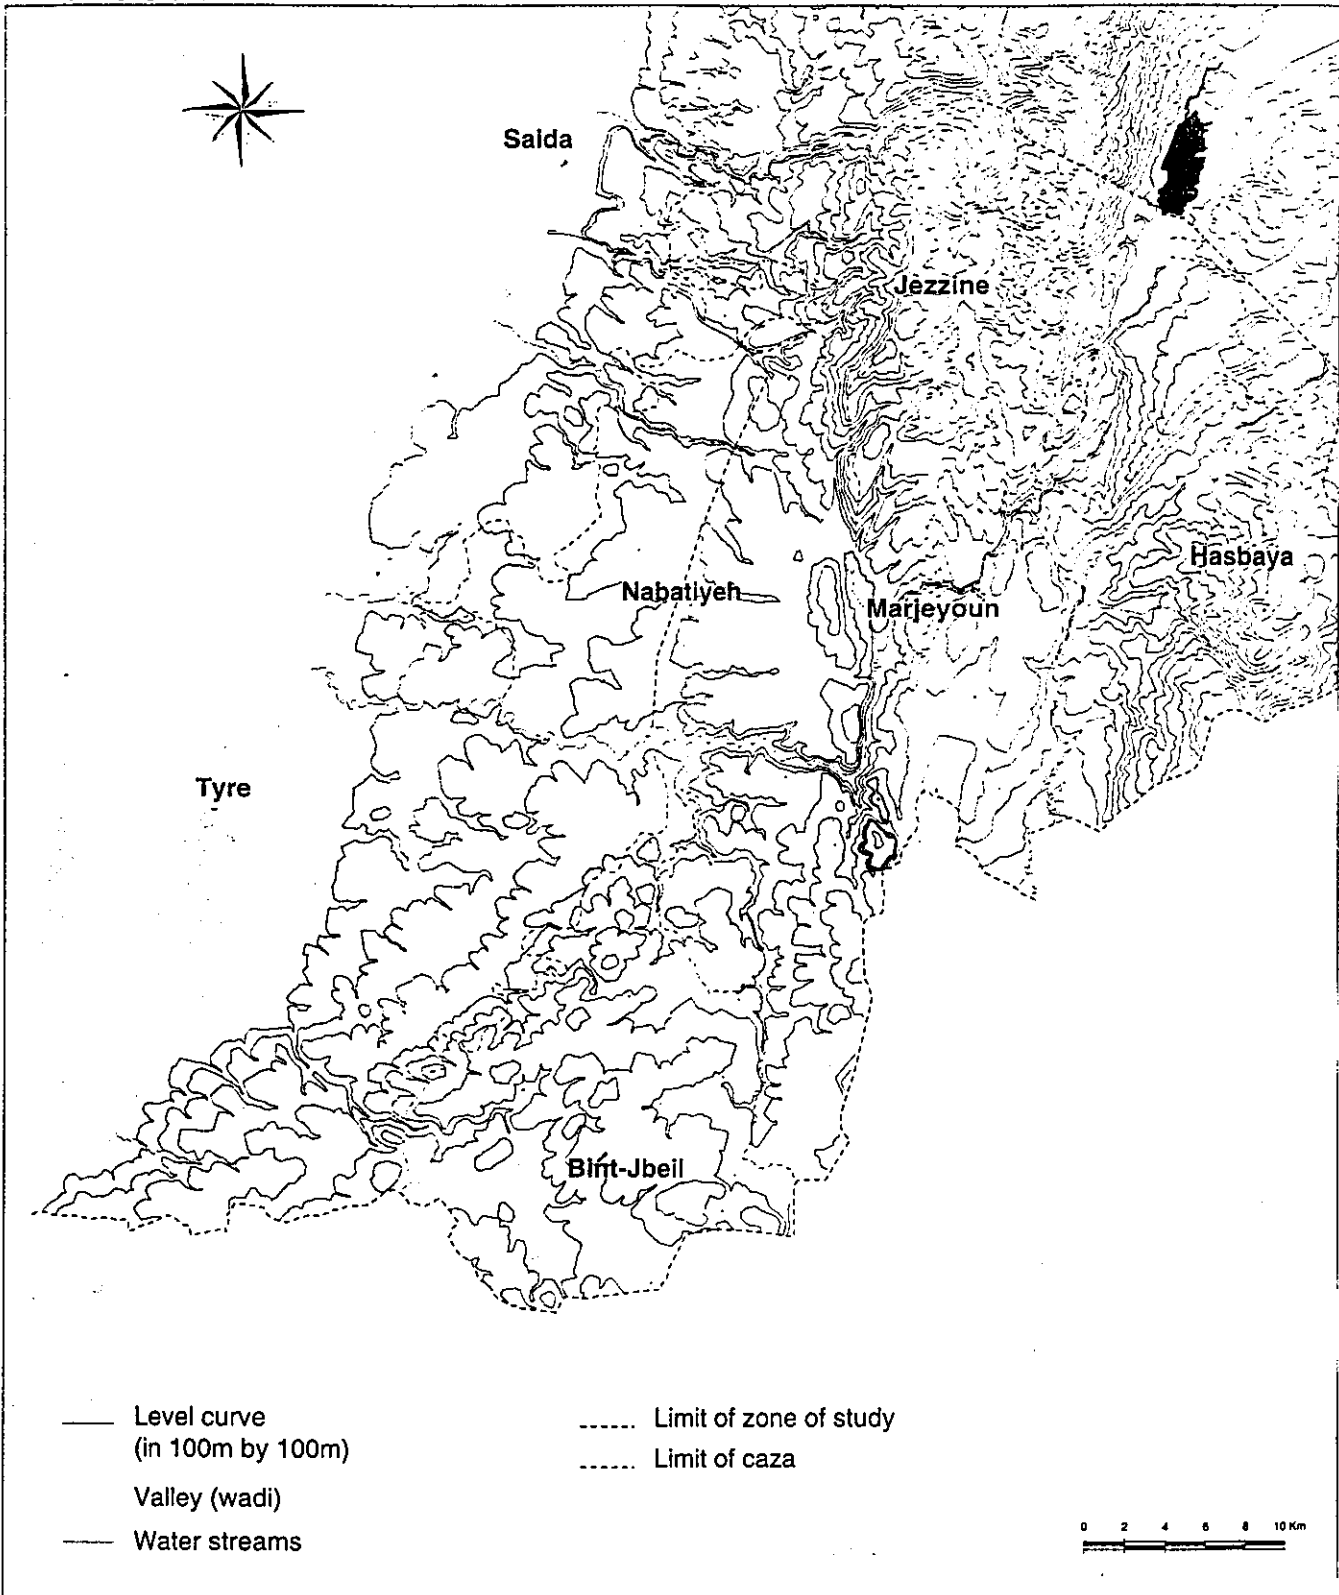 Saida
Jezzine
Hasbaya
Nabatiyeh
Marjeyoun
Tyre
Bint-Jbeil
Level curve
(in 100m by 100m)
Valley (wadi)
Water streams
Limit of zone of study
Limit of caza
0 2 4 6 8 10 Km